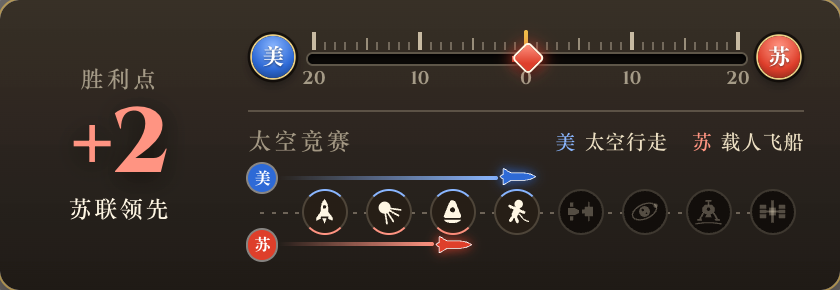 胜利点
+2
苏联领先
美
苏
20 10 0 10 20
太空竞赛
美 太空行走 苏 载人飞船
美
苏